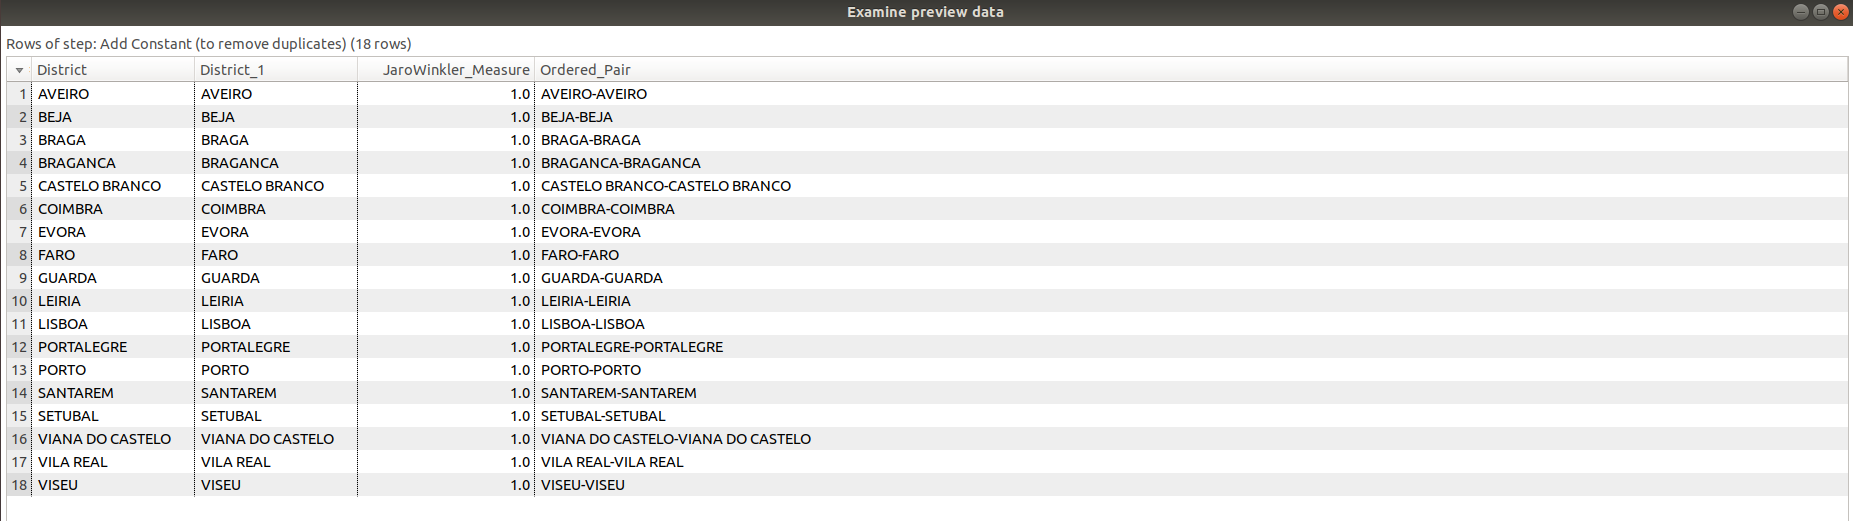 Examine preview data
Rows of step: Add Constant (to remove duplicates) (18 rows)
District District_1 JaroWinkler_Measure Ordered_Pair
1 AVEIRO AVEIRO 1.0 AVEIRO-AVEIRO
2 BEJA BEJA 1.0 BEJA-BEJA
3 BRAGA BRAGA 1.0 BRAGA-BRAGA
4 BRAGANCA BRAGANCA 1.0 BRAGANCA-BRAGANCA
5 CASTELO BRANCO CASTELO BRANCO 1.0 CASTELO BRANCO-CASTELO BRANCO
6 COIMBRA COIMBRA 1.0 COIMBRA-COIMBRA
7 EVORA EVORA 1.0 EVORA-EVORA
8 FARO FARO 1.0 FARO-FARO
9 GUARDA GUARDA 1.0 GUARDA-GUARDA
10 LEIRIA LEIRIA 1.0 LEIRIA-LEIRIA
11 LISBOA LISBOA 1.0 LISBOA-LISBOA
12 PORTALEGRE PORTALEGRE 1.0 PORTALEGRE-PORTALEGRE
13 PORTO PORTO 1.0 PORTO-PORTO
14 SANTAREM SANTAREM 1.0 SANTAREM-SANTAREM
15 SETUBAL SETUBAL 1.0 SETUBAL-SETUBAL
16 VIANA DO CASTELO VIANA DO CASTELO 1.0 VIANA DO CASTELO-VIANA DO CASTELO
17 VILA REAL VILA REAL 1.0 VILA REAL-VILA REAL
18 VISEU VISEU 1.0 VISEU-VISEU